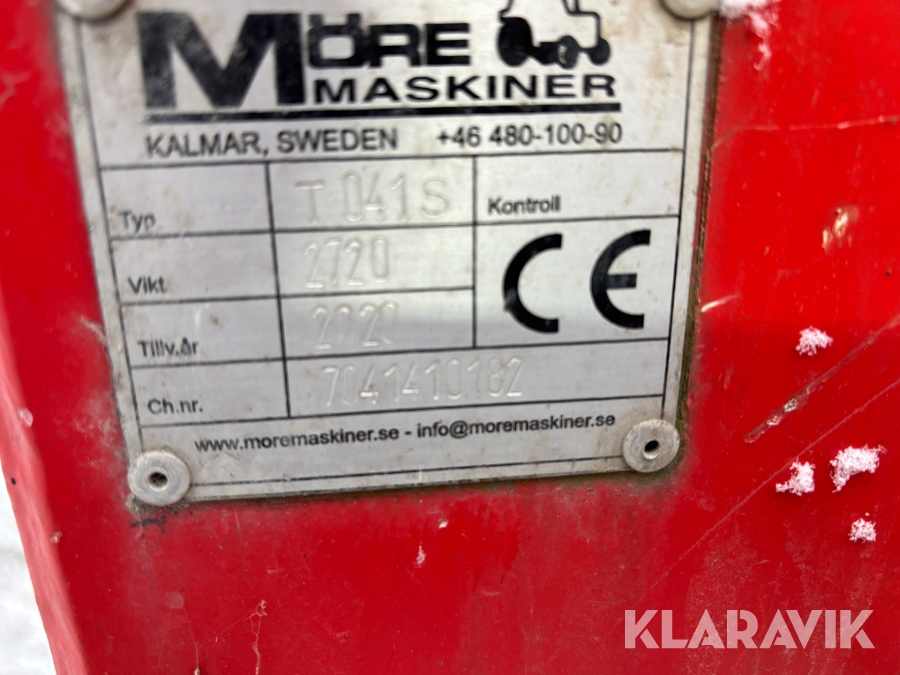 MÖRE
MASKINER
KALMAR, SWEDEN +46 480-100-90
Typ T 041 S Kontroll
Vikt 2720 CE
Tillv.år 2020
Ch.nr. 7041410182
www.moremaskiner.se - info@moremaskiner.se
KLARAVIK